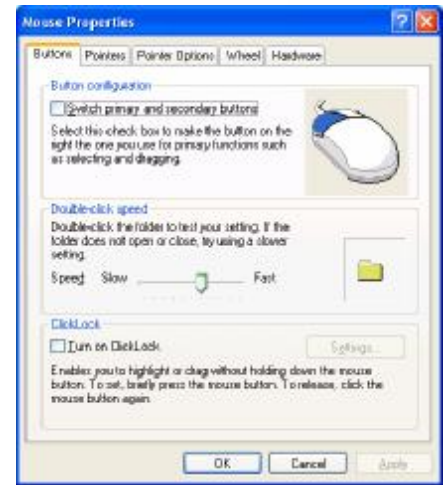 Mouse Properties
Buttons Pointers Pointer Options Wheel Hardware
Button configuration
Switch primary and secondary buttons
Select this check box to make the button on the
right the one you use for primary functions such
as selecting and dragging.
Double-click speed
Double-click the folder to test your setting. If the
folder does not open or close, try using a slower
setting.
Speed: Slow Fast
ClickLock
Turn on ClickLock
Settings...
Enables you to highlight or drag without holding down the mouse
button. To set, briefly press the mouse button. To release, click the
mouse button again.
OK Cancel Apply